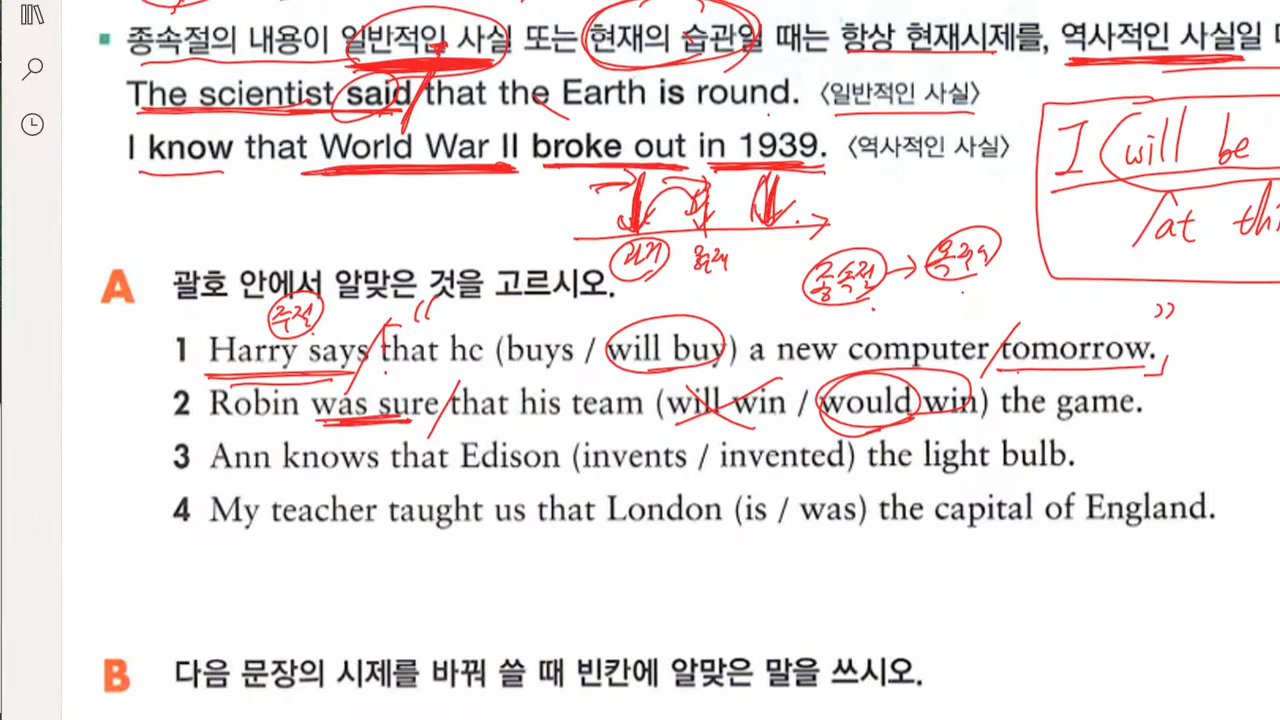 종속절의 내용이 일반적인 사실 또는 현재의 습관일 때는 항상 현재시제를, 역사적인 사실일
The scientist said that the Earth is round. <일반적인 사실>
I know that World War II broke out in 1939. <역사적인 사실>
I will be
at thi
과거 현재
종속절 → 목적어
A 괄호 안에서 알맞은 것을 고르시오.
주절
1 Harry says that he (buys / will buy) a new computer tomorrow.
2 Robin was sure that his team (will win / would win) the game.
3 Ann knows that Edison (invents / invented) the light bulb.
4 My teacher taught us that London (is / was) the capital of England.
B 다음 문장의 시제를 바꿔 쓸 때 빈칸에 알맞은 말을 쓰시오.